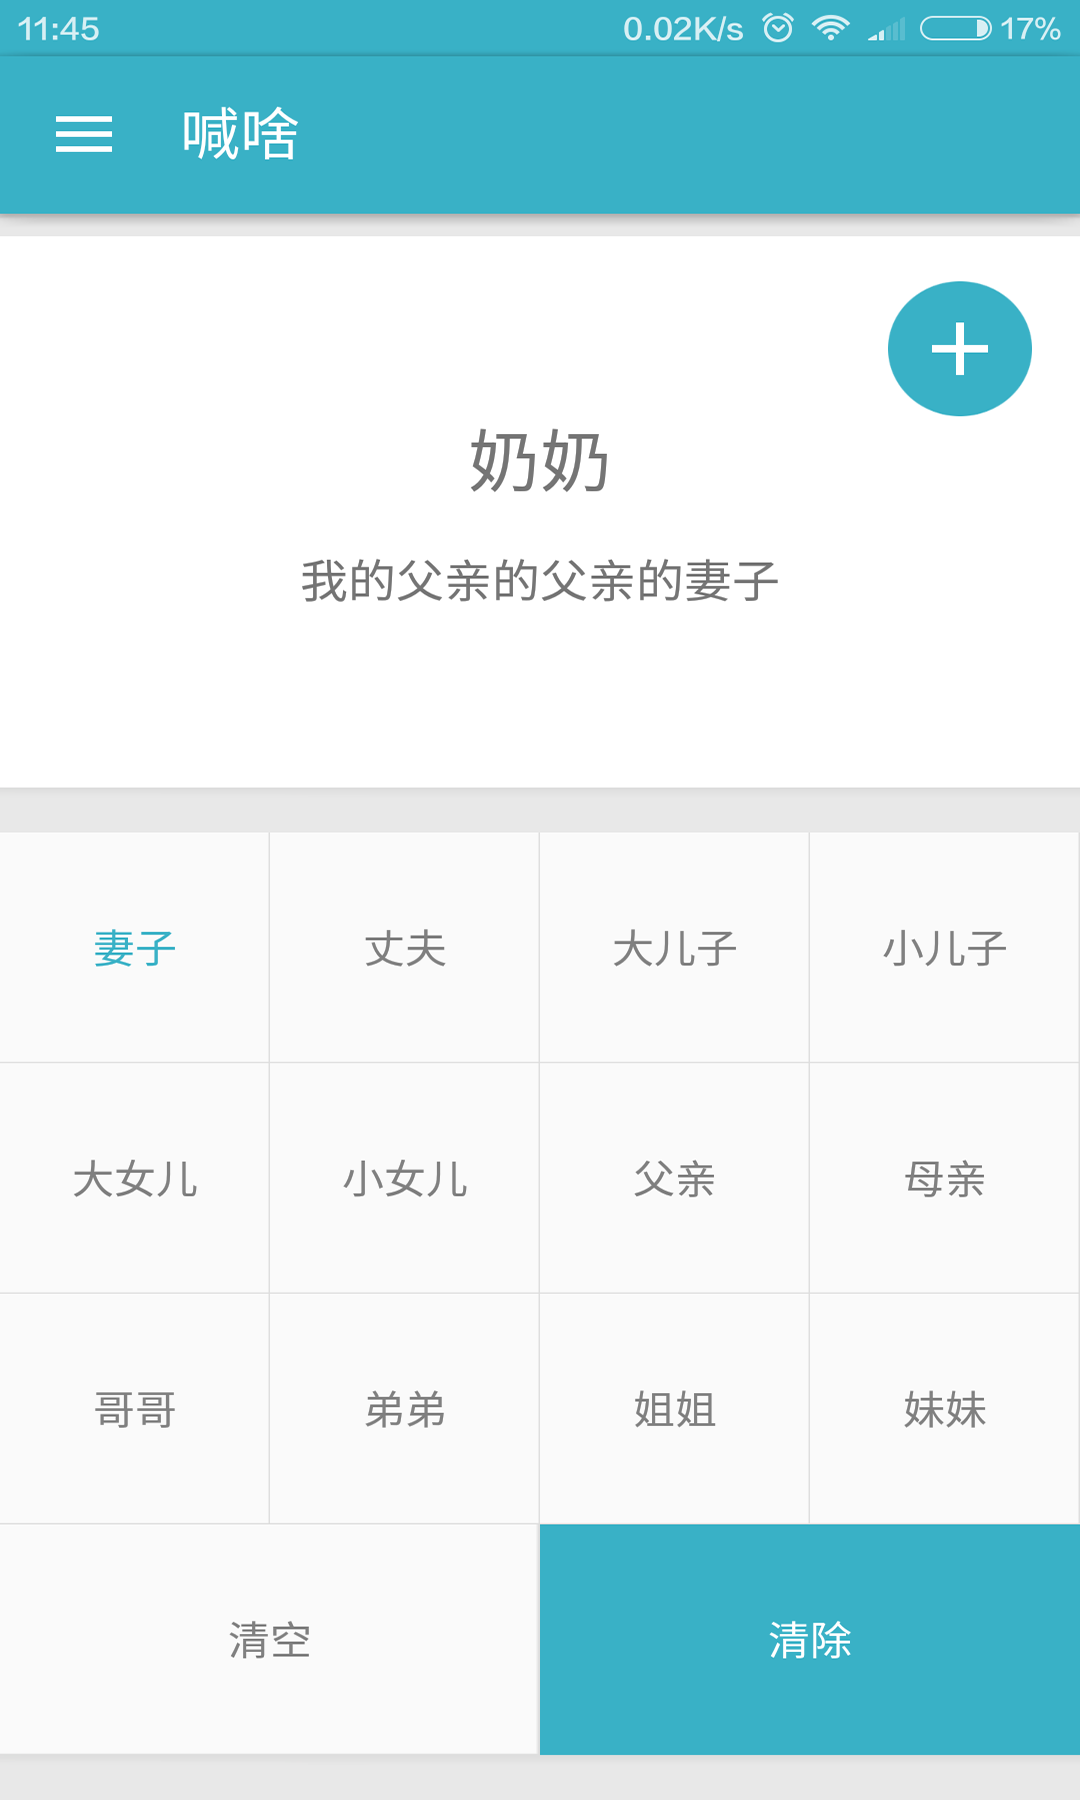 11:45 0.02K/s 17%
喊啥
奶奶
我的父亲的父亲的妻子
妻子 丈夫 大儿子 小儿子
大女儿 小女儿 父亲 母亲
哥哥 弟弟 姐姐 妹妹
清空 清除